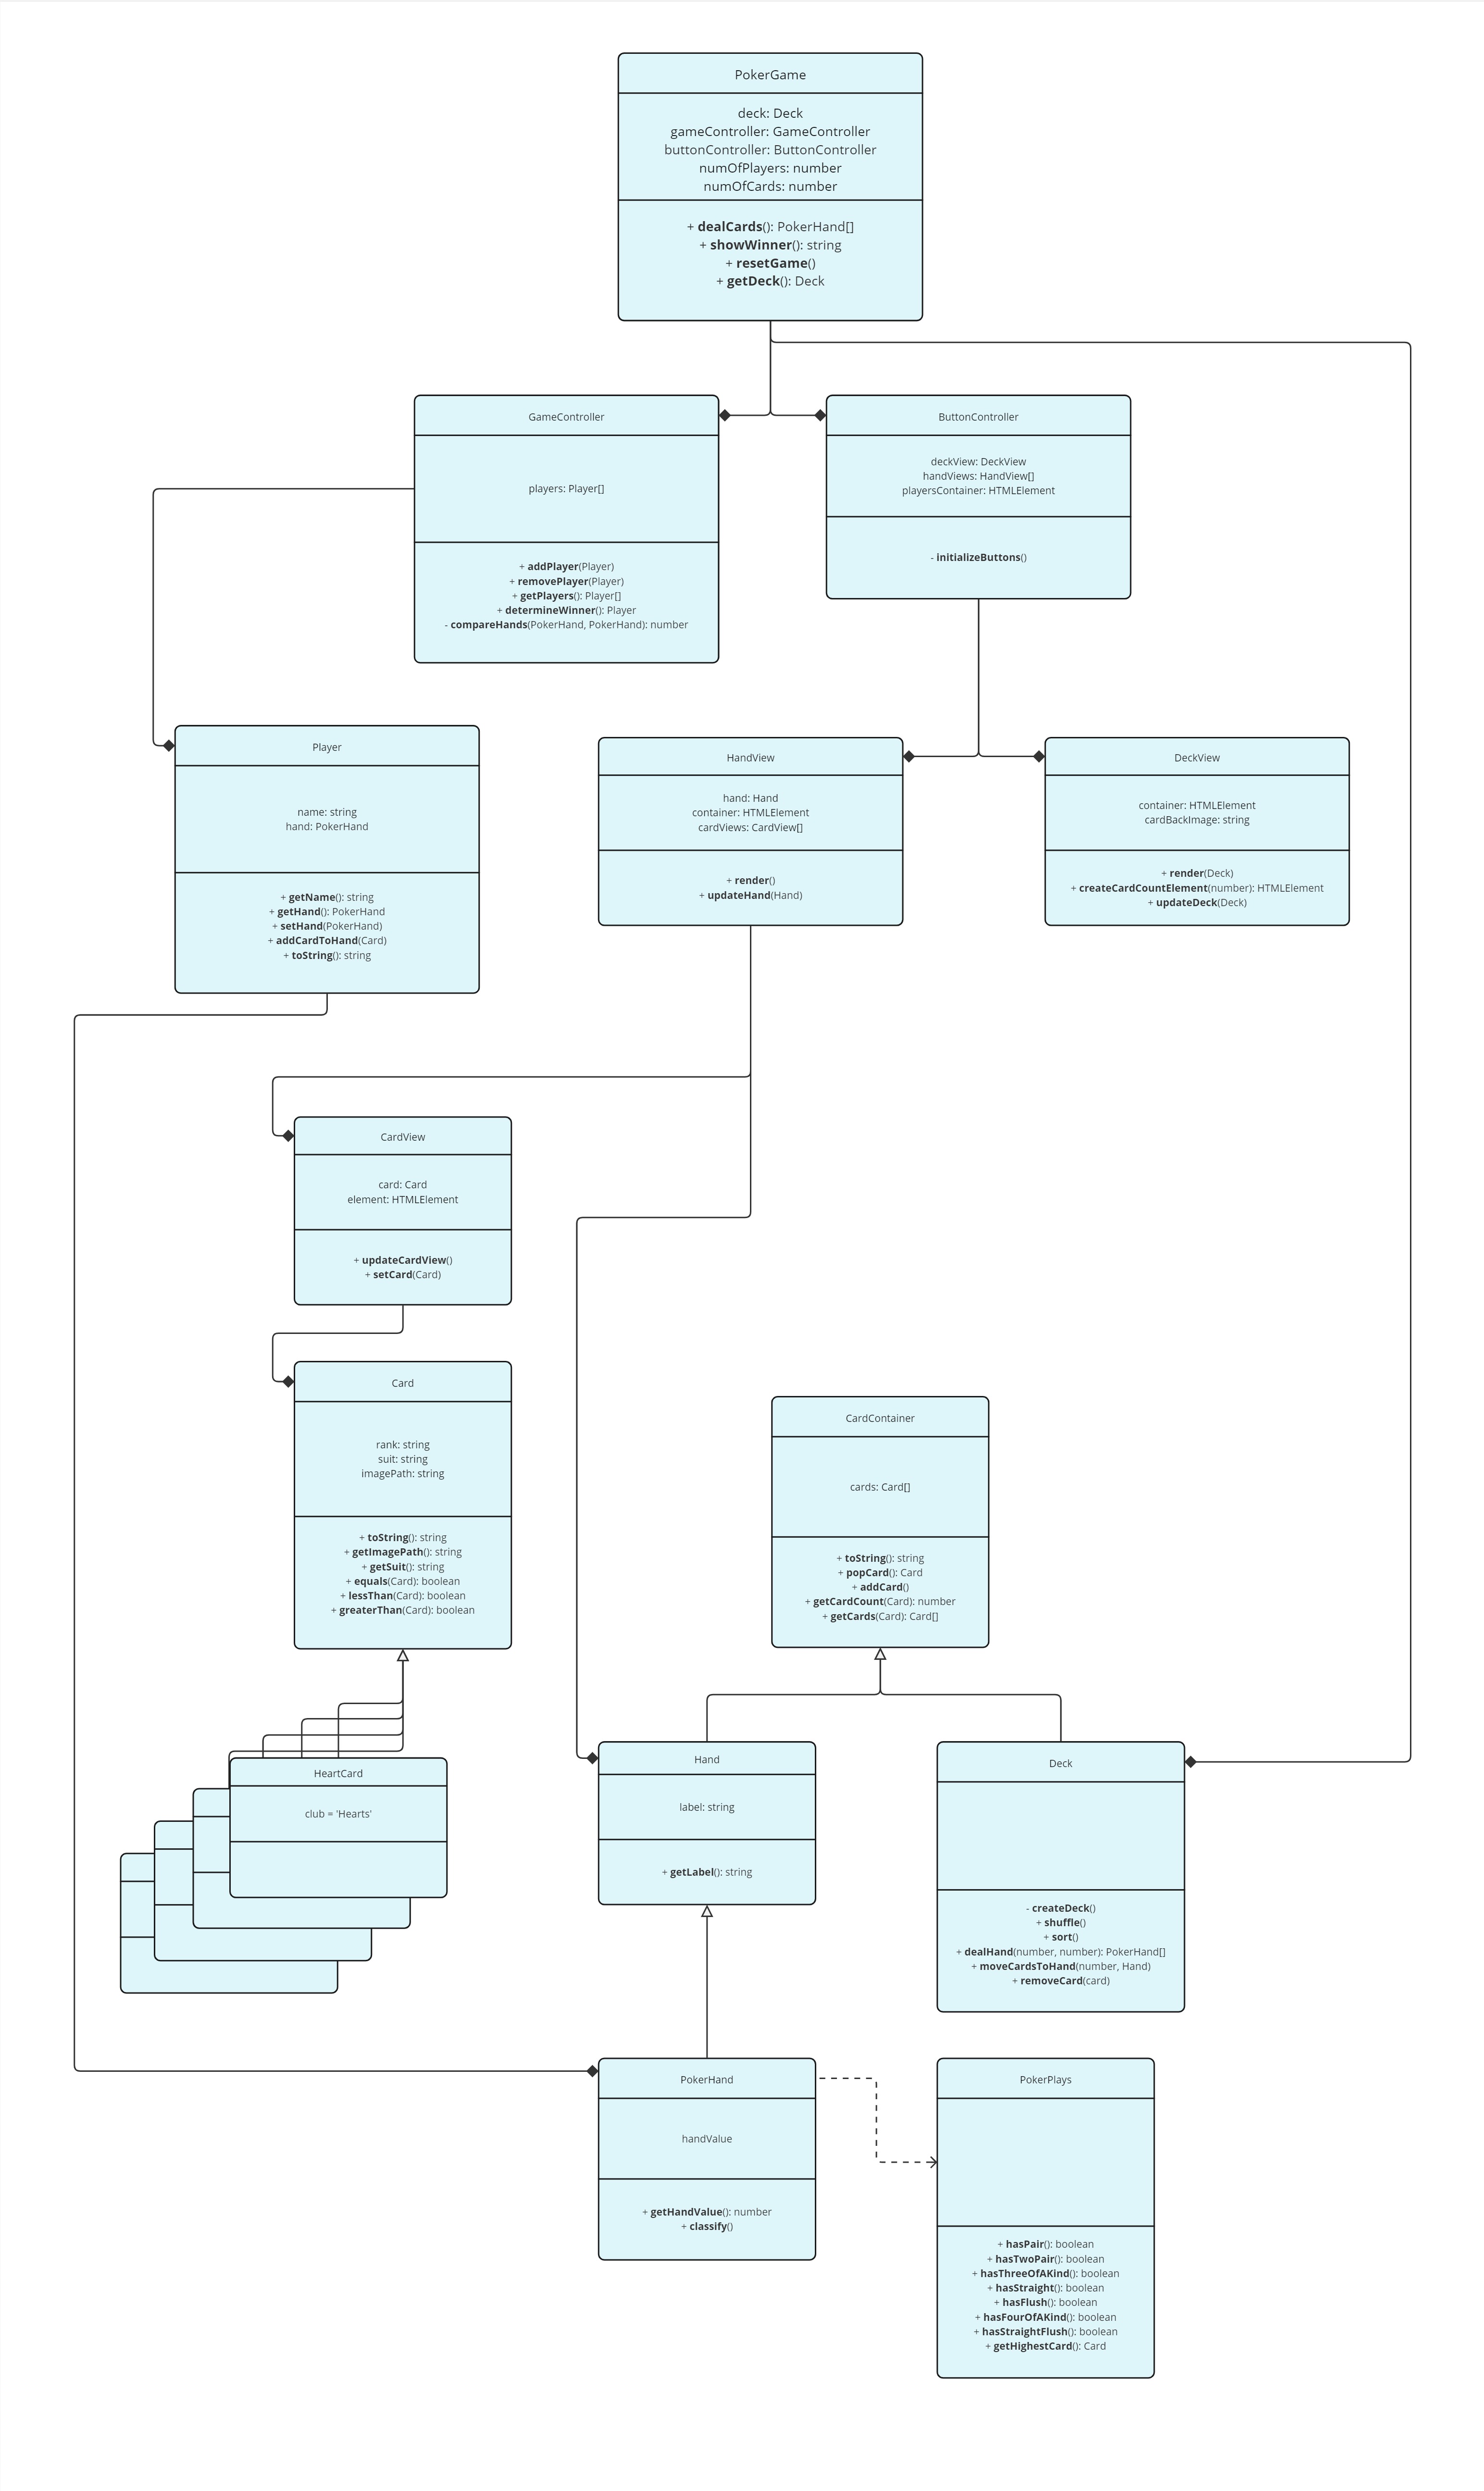 PokerGame
deck: Deck
gameController: GameController
buttonController: ButtonController
numOfPlayers: number
numOfCards: number
+ dealCards(): PokerHand[]
+ showWinner(): string
+ resetGame()
+ getDeck(): Deck
GameController
players: Player[]
+ addPlayer(Player)
+ removePlayer(Player)
+ getPlayers(): Player[]
+ determineWinner(): Player
- compareHands(PokerHand, PokerHand): number
ButtonController
deckView: DeckView
handViews: HandView[]
playersContainer: HTMLElement
- initializeButtons()
Player
name: string
hand: PokerHand
+ getName(): string
+ getHand(): PokerHand
+ setHand(PokerHand)
+ addCardToHand(Card)
+ toString(): string
HandView
hand: Hand
container: HTMLElement
cardViews: CardView[]
+ render()
+ updateHand(Hand)
DeckView
container: HTMLElement
cardBackImage: string
+ render(Deck)
+ createCardCountElement(number): HTMLElement
+ updateDeck(Deck)
CardView
card: Card
element: HTMLElement
+ updateCardView()
+ setCard(Card)
Card
rank: string
suit: string
imagePath: string
+ toString(): string
+ getImagePath(): string
+ getSuit(): string
+ equals(Card): boolean
+ lessThan(Card): boolean
+ greaterThan(Card): boolean
CardContainer
cards: Card[]
+ toString(): string
+ popCard(): Card
+ addCard()
+ getCardCount(Card): number
+ getCards(Card): Card[]
HeartCard
club = 'Hearts'
Hand
label: string
+ getLabel(): string
Deck
- createDeck()
+ shuffle()
+ sort()
+ dealHand(number, number): PokerHand[]
+ moveCardsToHand(number, Hand)
+ removeCard(card)
PokerHand
handValue
+ getHandValue(): number
+ classify()
PokerPlays
+ hasPair(): boolean
+ hasTwoPair(): boolean
+ hasThreeOfAKind(): boolean
+ hasStraight(): boolean
+ hasFlush(): boolean
+ hasFourOfAKind(): boolean
+ hasStraightFlush(): boolean
+ getHighestCard(): Card